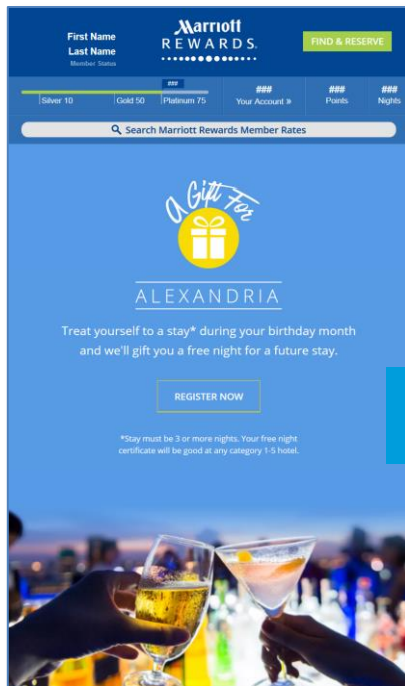 First Name
Last Name
Member Status
Marriott
REWARDS.
FIND & RESERVE
###
Silver 10
Gold 50
Platinum 75
###
Your Account »
###
Points
###
Nights
Search Marriott Rewards Member Rates
A Gift For
ALEXANDRIA
Treat yourself to a stay* during your birthday month
and we'll gift you a free night for a future stay.
REGISTER NOW
*Stay must be 3 or more nights. Your free night
certificate will be good at any category 1-5 hotel.